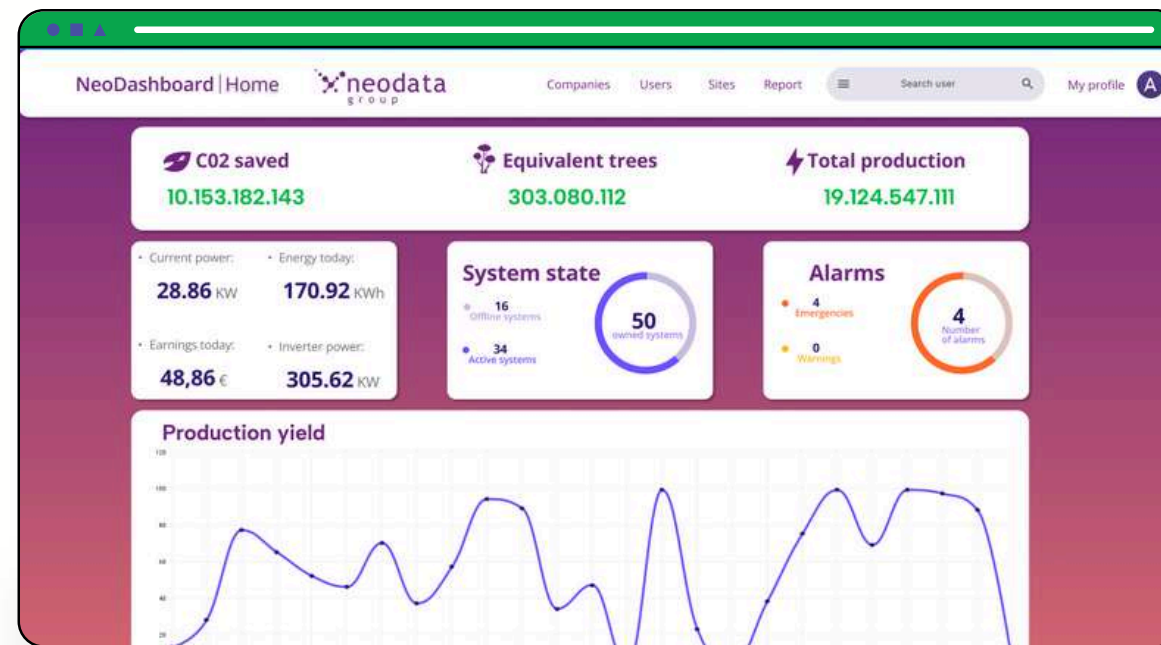 NeoDashboard|Home
neodata
group
Companies Users Sites Report Search user My profile A
C02 saved Equivalent trees Total production
10.153.182.143 303.080.112 19.124.547.111
• Current power: • Energy today:
28.86 KW 170.92 KWh
• Earnings today: • Inverter power:
48,86 € 305.62 KW
System state
16
Offline systems
34
Active systems
50
owned systems
Alarms
4
Emergencies
0
Warnings
4
Number
of alarms
Production yield
120
100
80
60
40
20